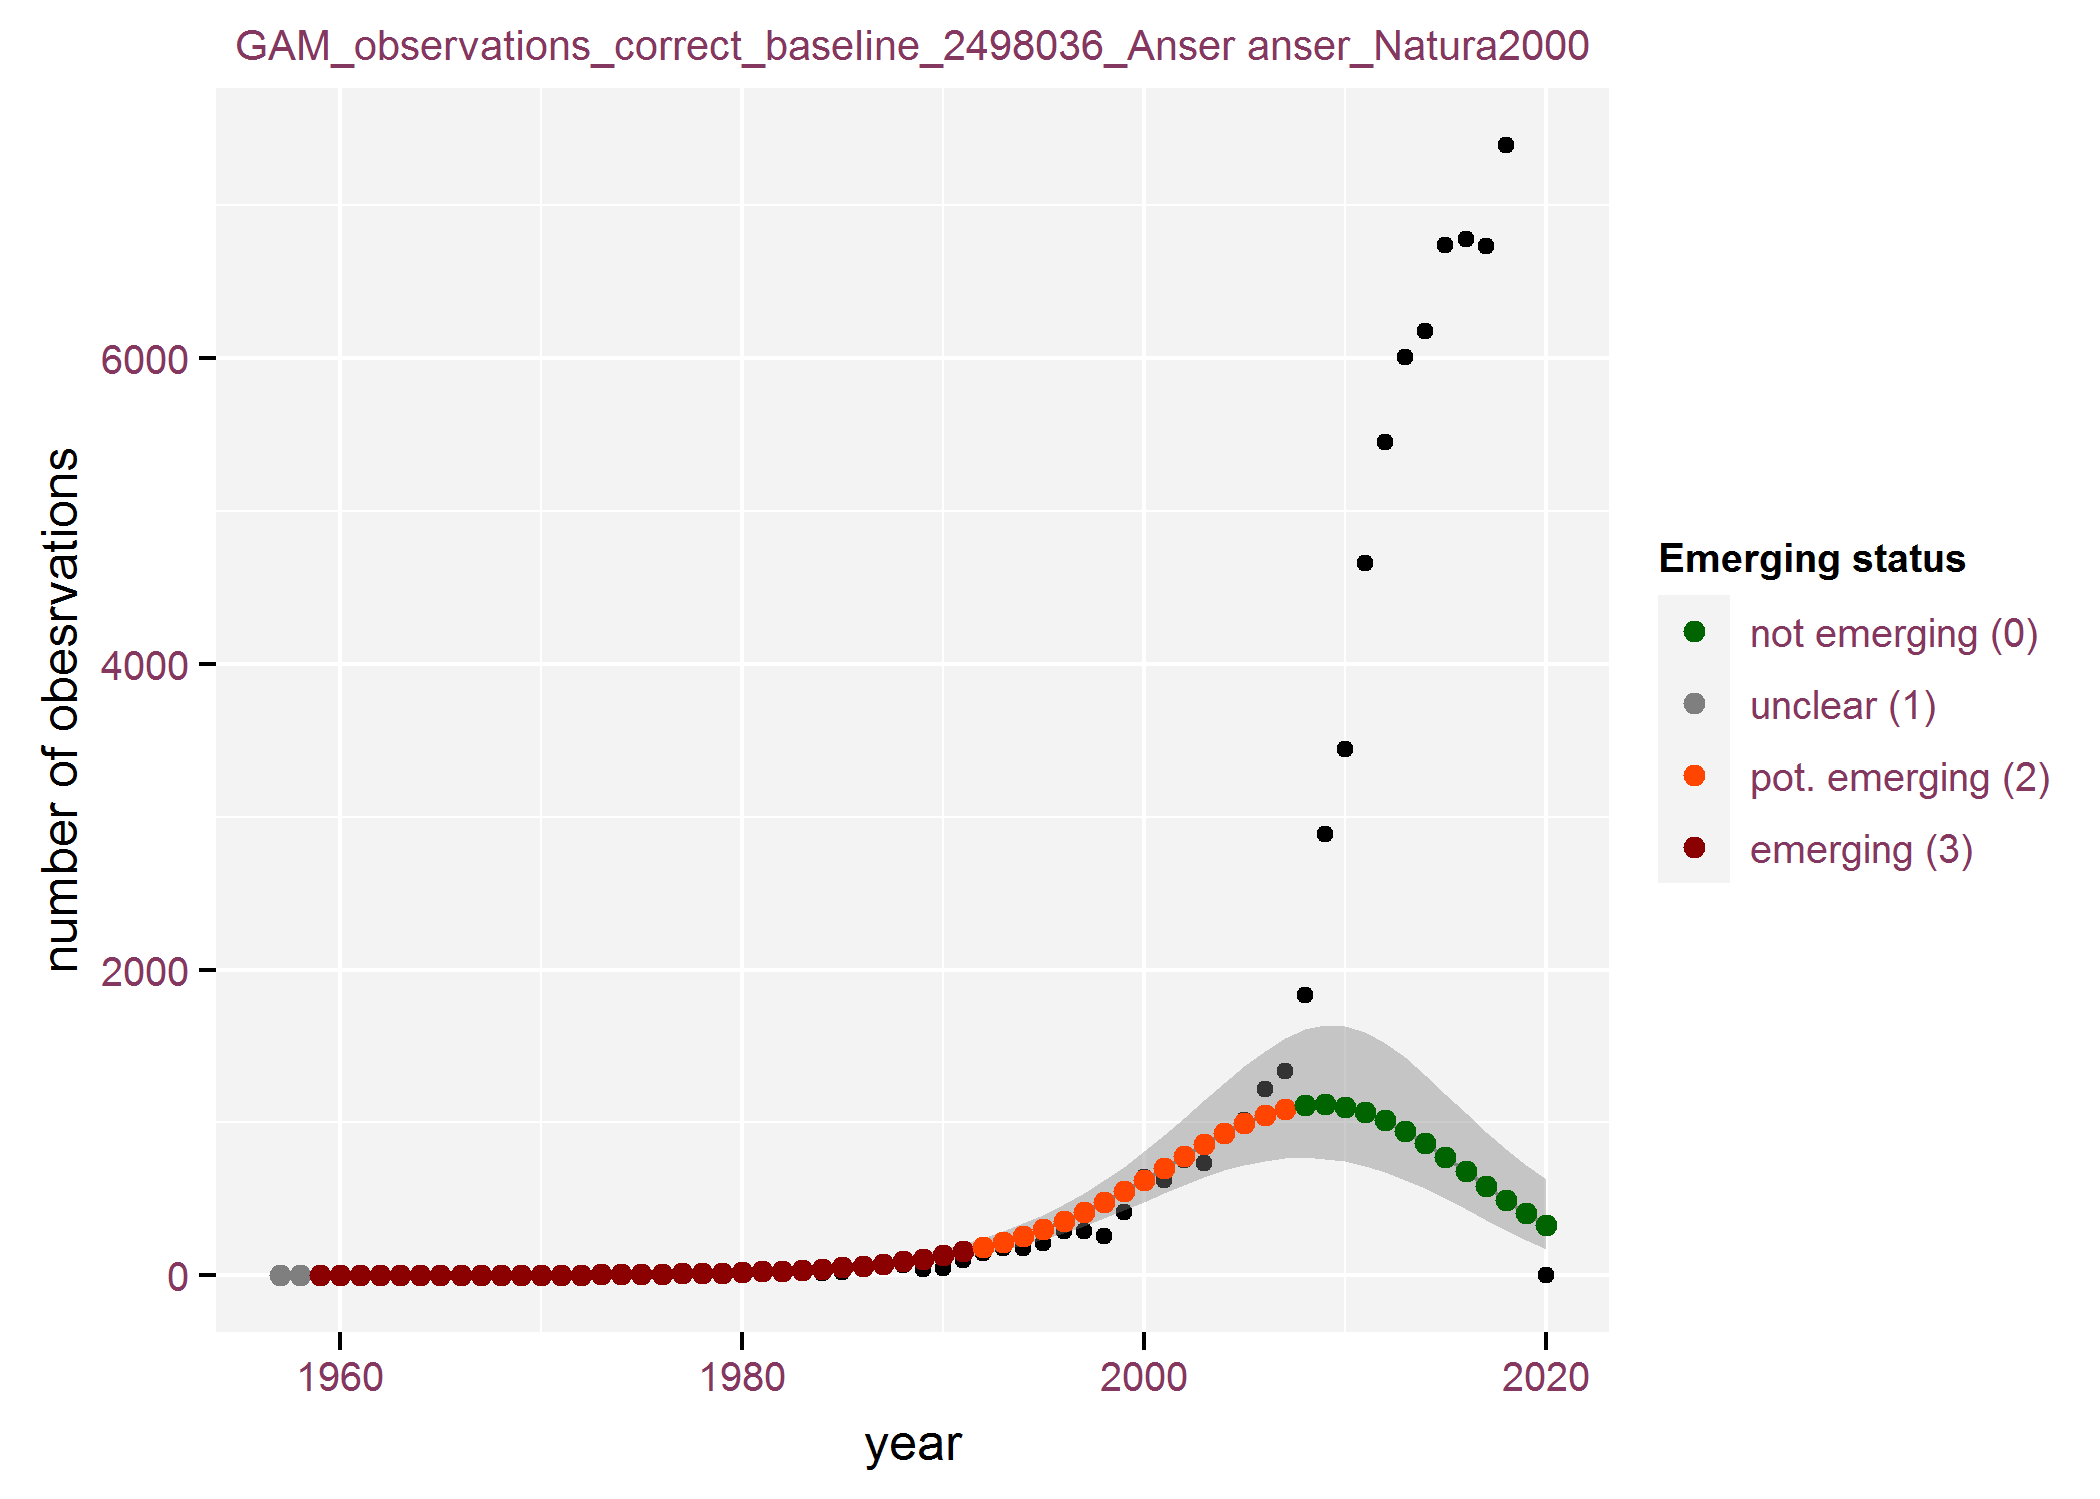 GAM_observations_correct_baseline_2498036_Anser anser_Natura2000
number of obesrvations
6000
4000
2000
0
1960 1980 2000 2020
year
Emerging status
not emerging (0)
unclear (1)
pot. emerging (2)
emerging (3)